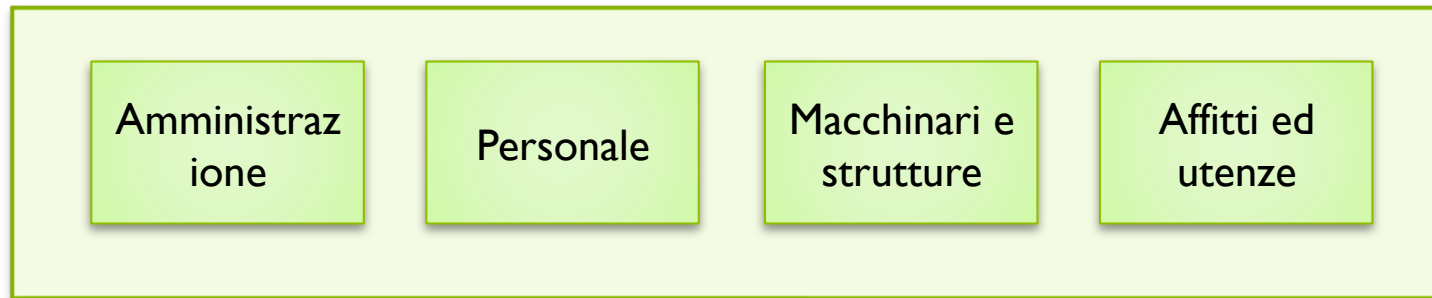 Amministraz
ione
Personale
Macchinari e
strutture
Affitti ed
utenze